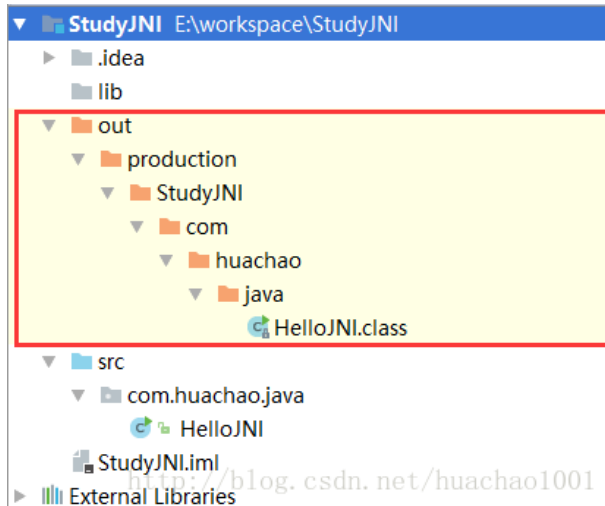 StudyJNI E:\workspace\StudyJNI
.idea
lib
out
production
StudyJNI
com
huachao
java
HelloJNI.class
src
com.huachao.java
HelloJNI
StudyJNI.iml
http://blog.csdn.net/huachao1001
External Libraries